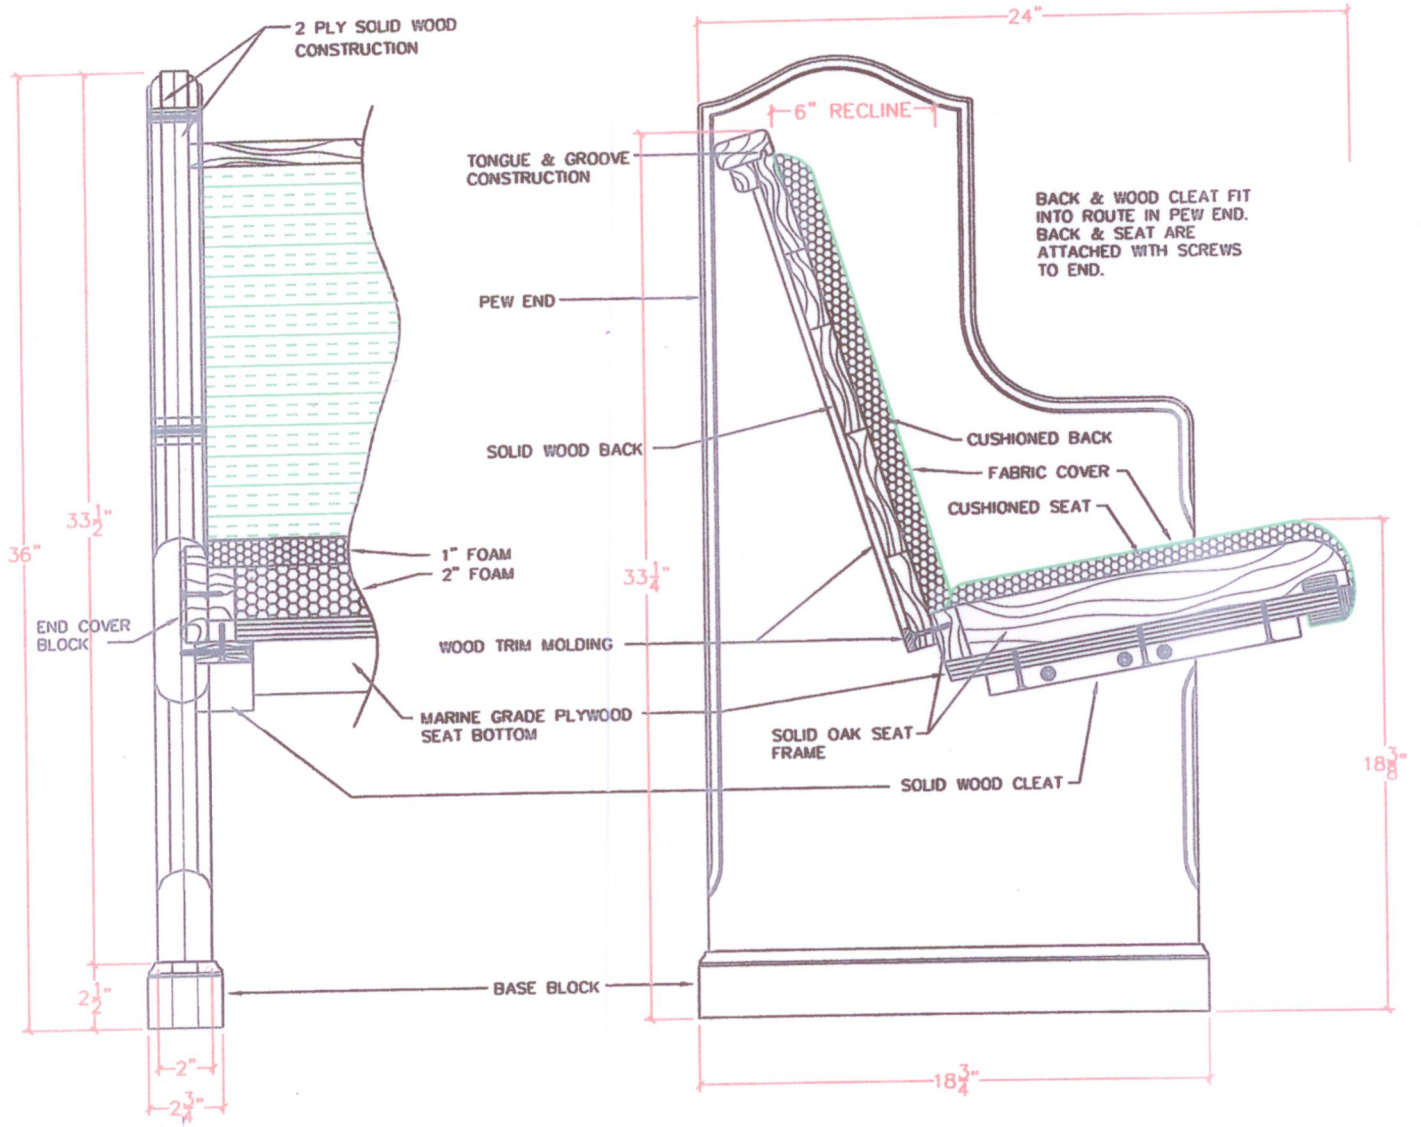 2 PLY SOLID WOOD
CONSTRUCTION
24"
6" RECLINE
TONGUE & GROOVE
CONSTRUCTION
BACK & WOOD CLEAT FIT
INTO ROUTE IN PEW END.
BACK & SEAT ARE
ATTACHED WITH SCREWS
TO END.
PEW END
SOLID WOOD BACK
CUSHIONED BACK
FABRIC COVER
CUSHIONED SEAT
33 1/2"
36"
1" FOAM
2" FOAM
33 1/4"
END COVER
BLOCK
WOOD TRIM MOLDING
MARINE GRADE PLYWOOD
SEAT BOTTOM
SOLID OAK SEAT
FRAME
SOLID WOOD CLEAT
18 3/8"
2 1/2"
BASE BLOCK
2"
2 3/4"
18 3/4"